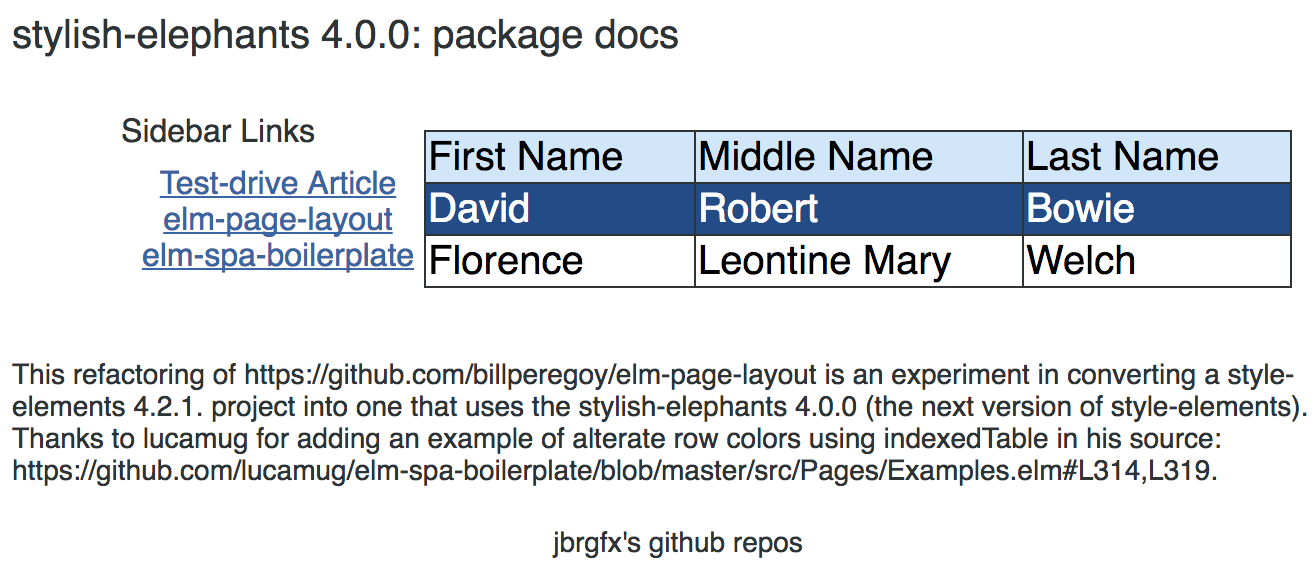 stylish-elephants 4.0.0: package docs
Sidebar Links
Test-drive Article
elm-page-layout
elm-spa-boilerplate
First Name Middle Name Last Name
David Robert Bowie
Florence Leontine Mary Welch
This refactoring of https://github.com/billperegoy/elm-page-layout is an experiment in converting a style-
elements 4.2.1. project into one that uses the stylish-elephants 4.0.0 (the next version of style-elements).
Thanks to lucamug for adding an example of alterate row colors using indexedTable in his source:
https://github.com/lucamug/elm-spa-boilerplate/blob/master/src/Pages/Examples.elm#L314,L319.
jbrgfx's github repos